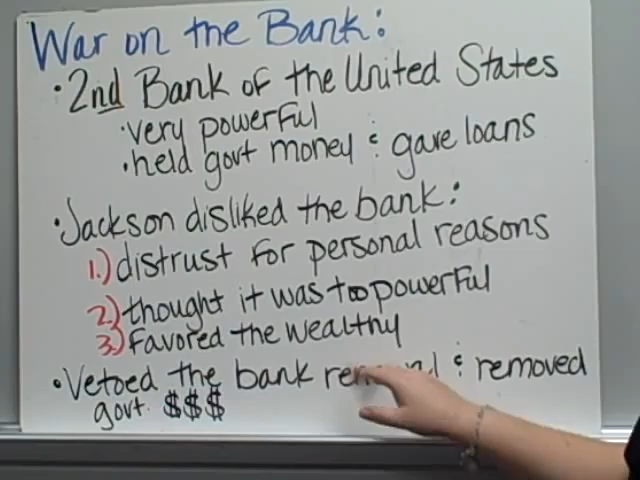 War on the Bank:
• 2nd Bank of the United States
• very powerful
• held govt money & gave loans
• Jackson disliked the bank:
1.) distrust for personal reasons
2.) thought it was too powerful
3.) favored the wealthy
• Vetoed the bank & removed
govt. $$$